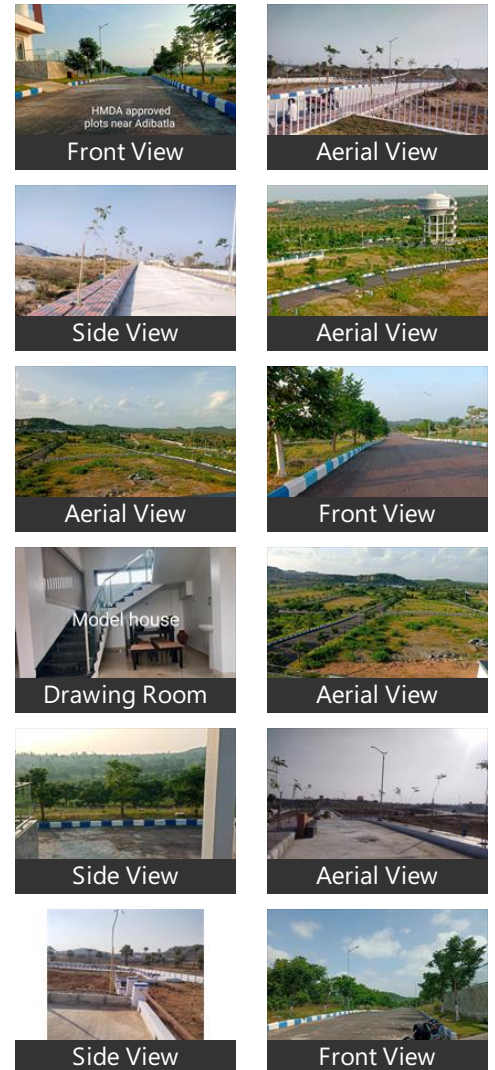 HMDA approved
plots near Adibatla
Front View
Aerial View
Side View
Aerial View
Aerial View
Front View
Model house
Drawing Room
Aerial View
Side View
Aerial View
Side View
Front View